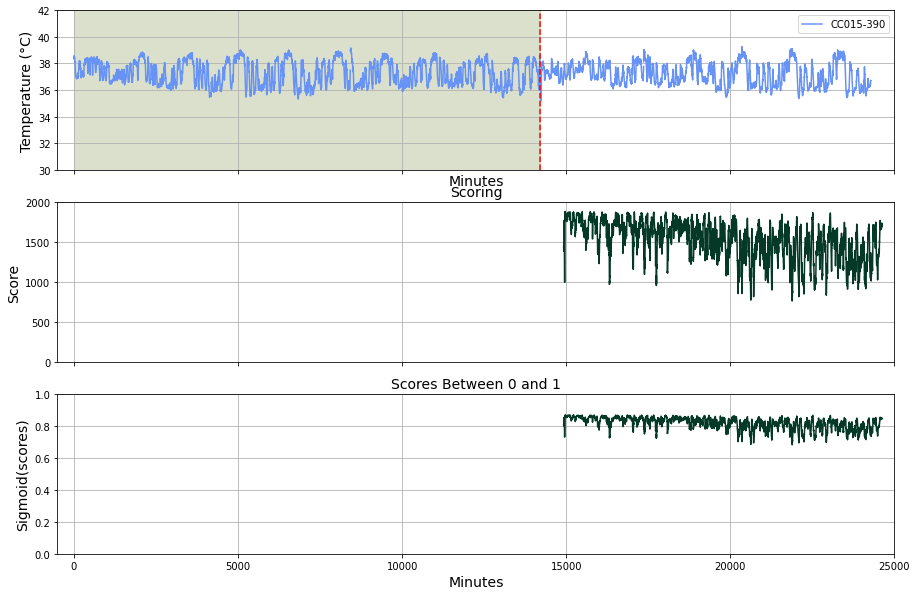 42
40
38
36
34
32
30
Temperature (°C)
CC015-390
Minutes
Scoring
2000
1500
1000
500
0
Score
Scores Between 0 and 1
1.0
0.8
0.6
0.4
0.2
0.0
Sigmoid(scores)
0 5000 10000 15000 20000 25000
Minutes